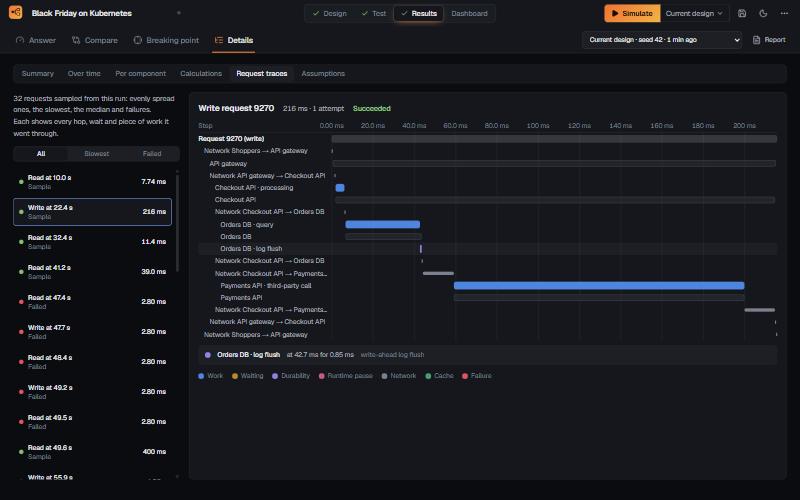 Black Friday on Kubernetes
Design
Test
Results
Dashboard
Simulate
Current design
Answer
Compare
Breaking point
Details
Current design · seed 42 · 1 min ago
Report
Summary
Over time
Per component
Calculations
Request traces
Assumptions
32 requests sampled from this run: evenly spread
ones, the slowest, the median and failures.
Each shows every hop, wait and piece of work it
went through.
All
Slowest
Failed
Read at 10.0 s
Sample
7.74 ms
Write at 22.4 s
Sample
216 ms
Read at 32.4 s
Sample
11.4 ms
Read at 41.2 s
Sample
39.0 ms
Read at 47.4 s
Failed
2.80 ms
Write at 47.7 s
Failed
2.80 ms
Read at 48.4 s
Failed
2.80 ms
Write at 49.2 s
Failed
2.80 ms
Read at 49.5 s
Failed
2.80 ms
Read at 49.6 s
Sample
400 ms
Write at 55.9 s
Write request 9270 216 ms · 1 attempt Succeeded
Step 0.00 ms 20.0 ms 40.0 ms 60.0 ms 80.0 ms 100 ms 120 ms 140 ms 160 ms 180 ms 200 ms
Request 9270 (write)
Network Shoppers → API gateway
API gateway
Network API gateway → Checkout API
Checkout API · processing
Checkout API
Network Checkout API → Orders DB
Orders DB · query
Orders DB
Orders DB · log flush
Network Checkout API → Orders DB
Network Checkout API → Payments...
Payments API · third-party call
Payments API
Network Checkout API → Payments...
Network API gateway → Checkout API
Network Shoppers → API gateway
Orders DB · log flush at 42.7 ms for 0.85 ms write-ahead log flush
Work
Waiting
Durability
Runtime pause
Network
Cache
Failure